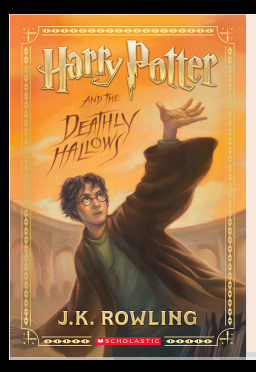 Harry Potter
AND THE
DEATHLY
HALLOWS
J.K. ROWLING
SCHOLASTIC